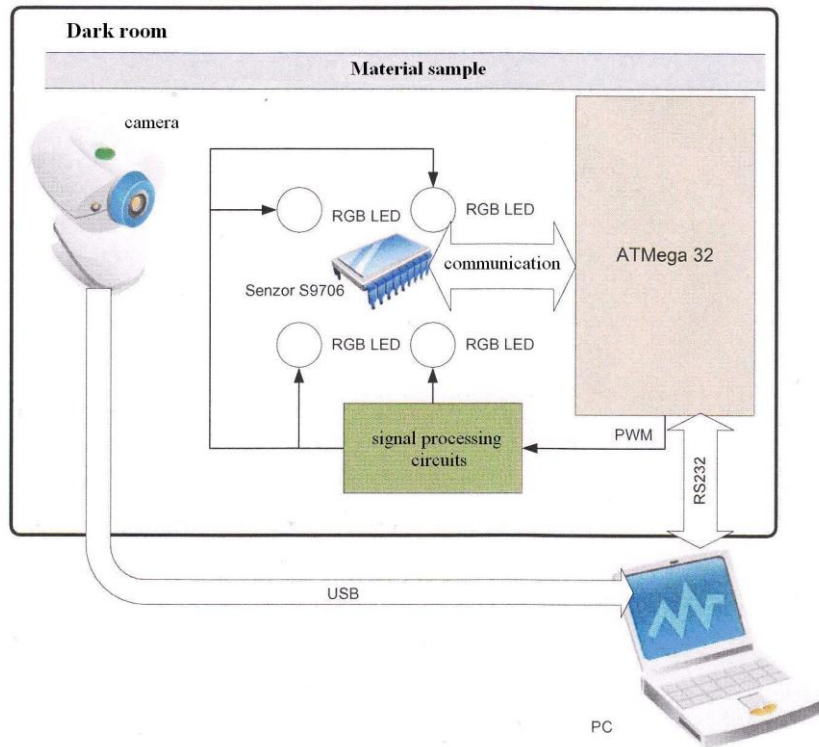 Dark room
Material sample
camera
RGB LED
RGB LED
communication
ATMega 32
Senzor S9706
RGB LED
RGB LED
signal processing
circuits
PWM
RS232
USB
PC